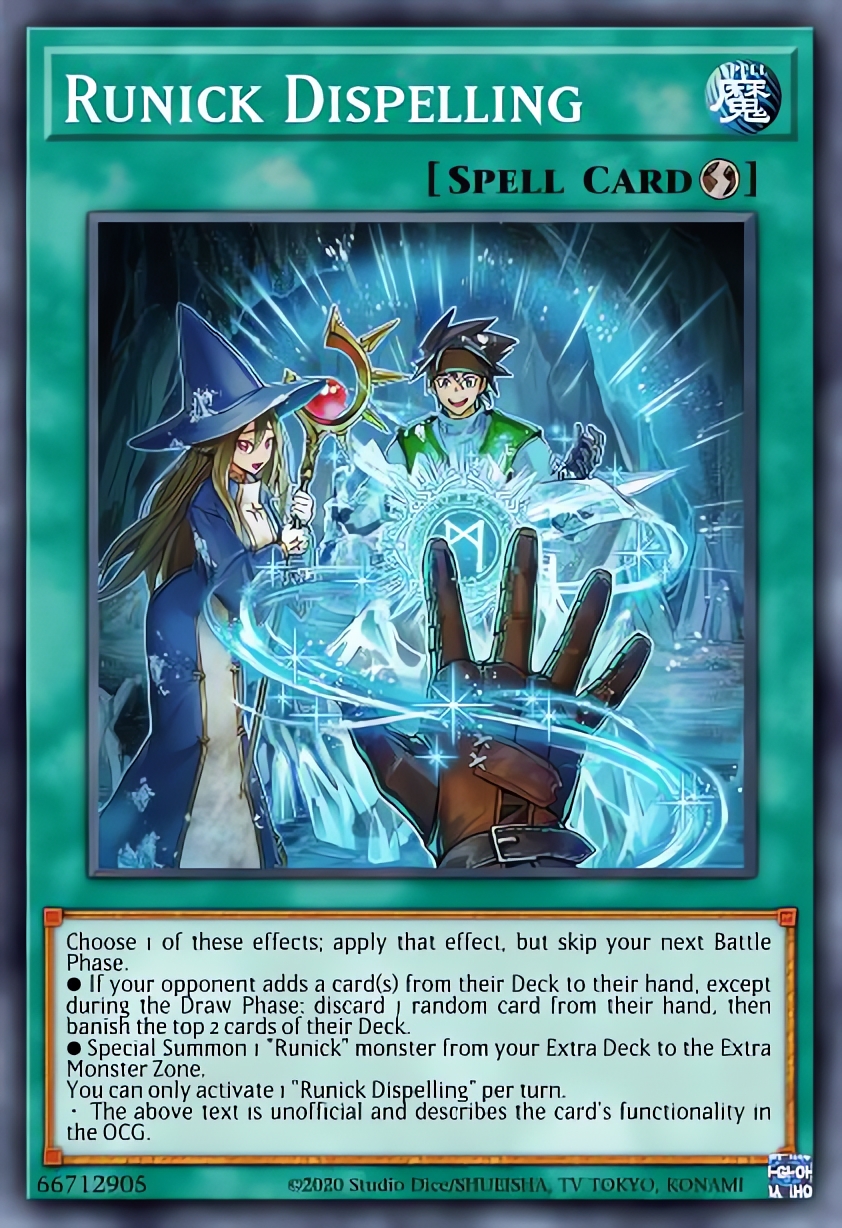 RUNICK DISPELLING
魔
[SPELL CARD]
Choose 1 of these effects; apply that effect, but skip your next Battle
Phase.
● If your opponent adds a card(s) from their Deck to their hand, except
during the Draw Phase: discard 1 random card from their hand, then
banish the top 2 cards of their Deck.
● Special Summon 1 "Runick" monster from your Extra Deck to the Extra
Monster Zone.
You can only activate 1 "Runick Dispelling" per turn.
· The above text is unofficial and describes the card's functionality in
the OCG.
66712905
©2020 Studio Dice/SHUEISHA, TV TOKYO, KONAMI